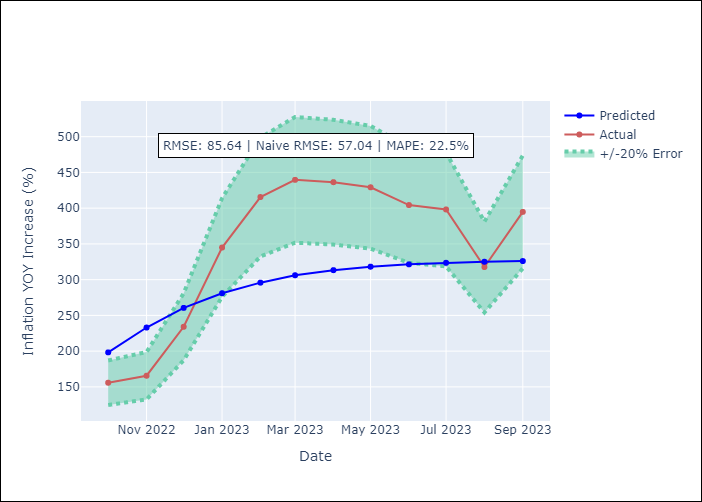 RMSE: 85.64 | Naive RMSE: 57.04 | MAPE: 22.5%
Predicted
Actual
+/-20% Error
Inflation YOY Increase (%)
500
450
400
350
300
250
200
150
Nov 2022
Jan 2023
Mar 2023
May 2023
Jul 2023
Sep 2023
Date